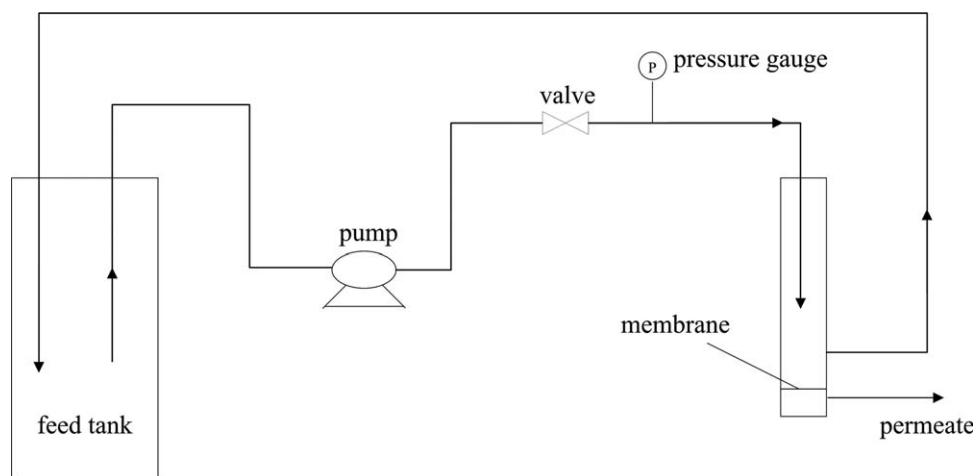 P
pressure gauge
valve
pump
membrane
feed tank
permeate